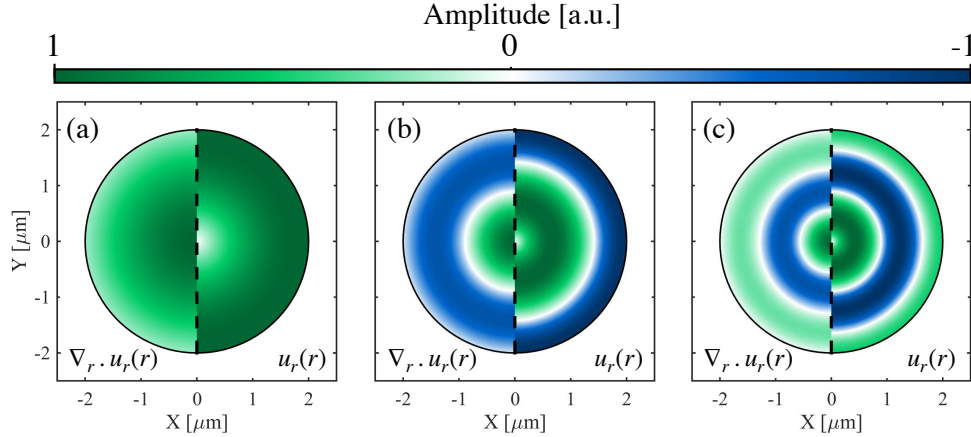 Amplitude [a.u.]
1 0 -1
(a) (b) (c)
2 1 0 -1 -2
Y [μm]
∇r . ur(r) ur(r) ∇r . ur(r) ur(r) ∇r . ur(r) ur(r)
-2 -1 0 1 2 -2 -1 0 1 2 -2 -1 0 1 2
X [μm] X [μm] X [μm]